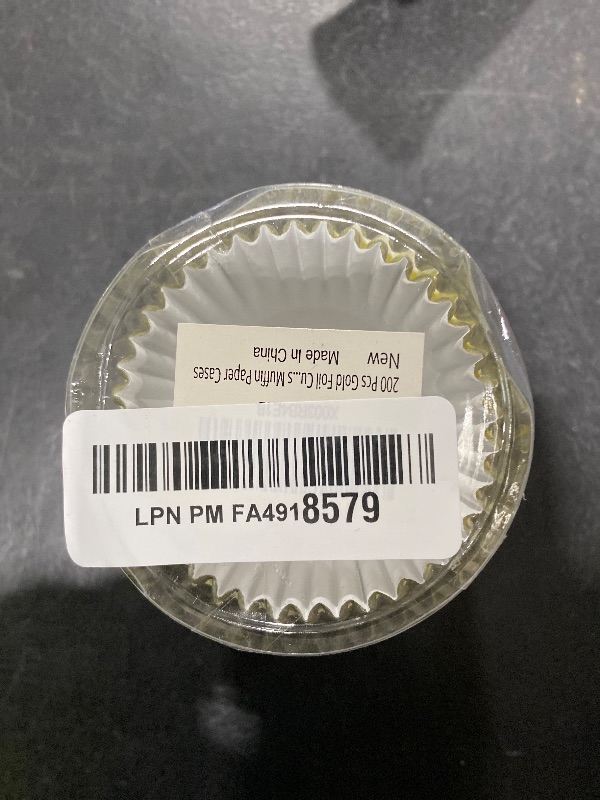 200 Pcs Gold Foil Cu...s Muffin Paper Cases
New Made In China
LPN PM FA4918579